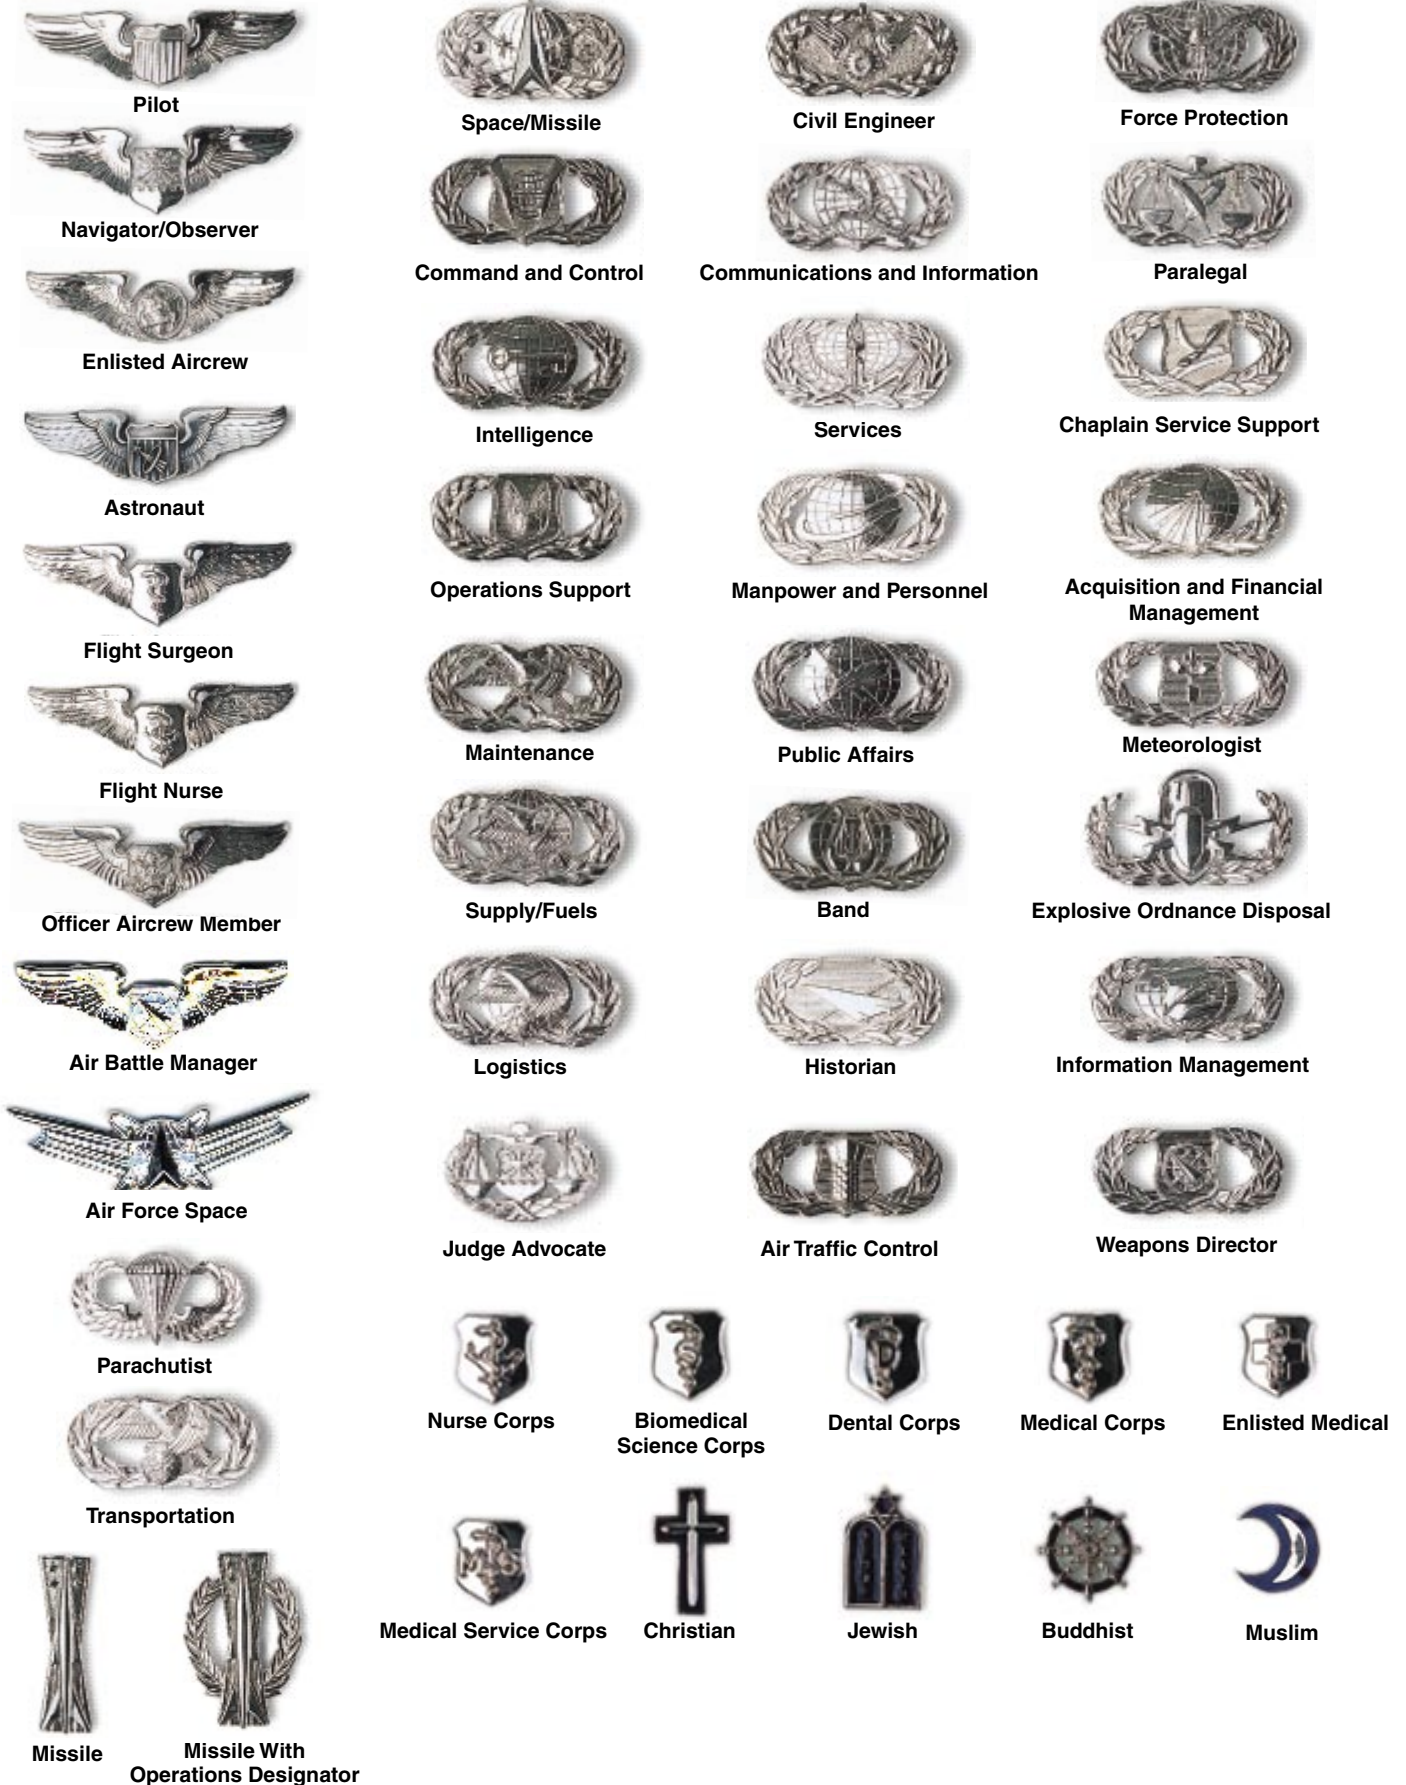 Pilot
Space/Missile
Civil Engineer
Force Protection
Navigator/Observer
Command and Control
Communications and Information
Paralegal
Enlisted Aircrew
Intelligence
Services
Chaplain Service Support
Astronaut
Operations Support
Manpower and Personnel
Acquisition and Financial
Management
Flight Surgeon
Maintenance
Public Affairs
Meteorologist
Flight Nurse
Supply/Fuels
Band
Explosive Ordnance Disposal
Officer Aircrew Member
Air Battle Manager
Logistics
Historian
Information Management
Air Force Space
Judge Advocate
Air Traffic Control
Weapons Director
Parachutist
Nurse Corps
Biomedical
Science Corps
Dental Corps
D
Medical Corps
Enlisted Medical
Transportation
Medical Service Corps
MSC
Christian
Jewish
Buddhist
Muslim
Missile
Missile With
Operations Designator